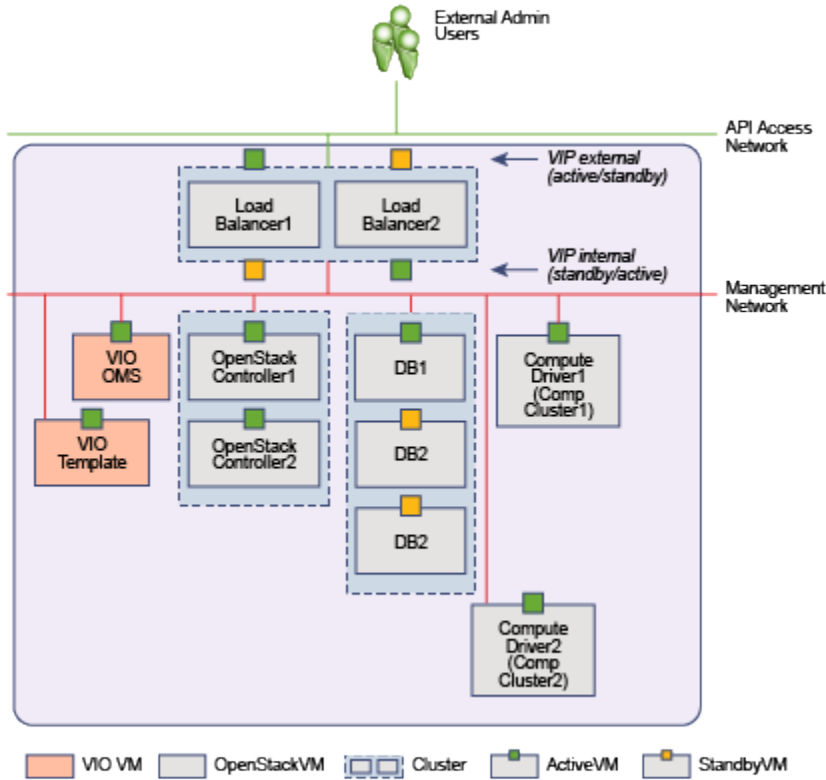 External Admin
Users
API Access
Network
VIP external
(active/standby)
Load
Balancer1
Load
Balancer2
VIP internal
(standby/active)
Management
Network
VIO
OMS
OpenStack
Controller1
DB1
Compute
Driver1
(Comp
Cluster1)
VIO
Template
OpenStack
Controller2
DB2
DB2
Compute
Driver2
(Comp
Cluster2)
VIO VM
OpenStackVM
Cluster
ActiveVM
StandbyVM